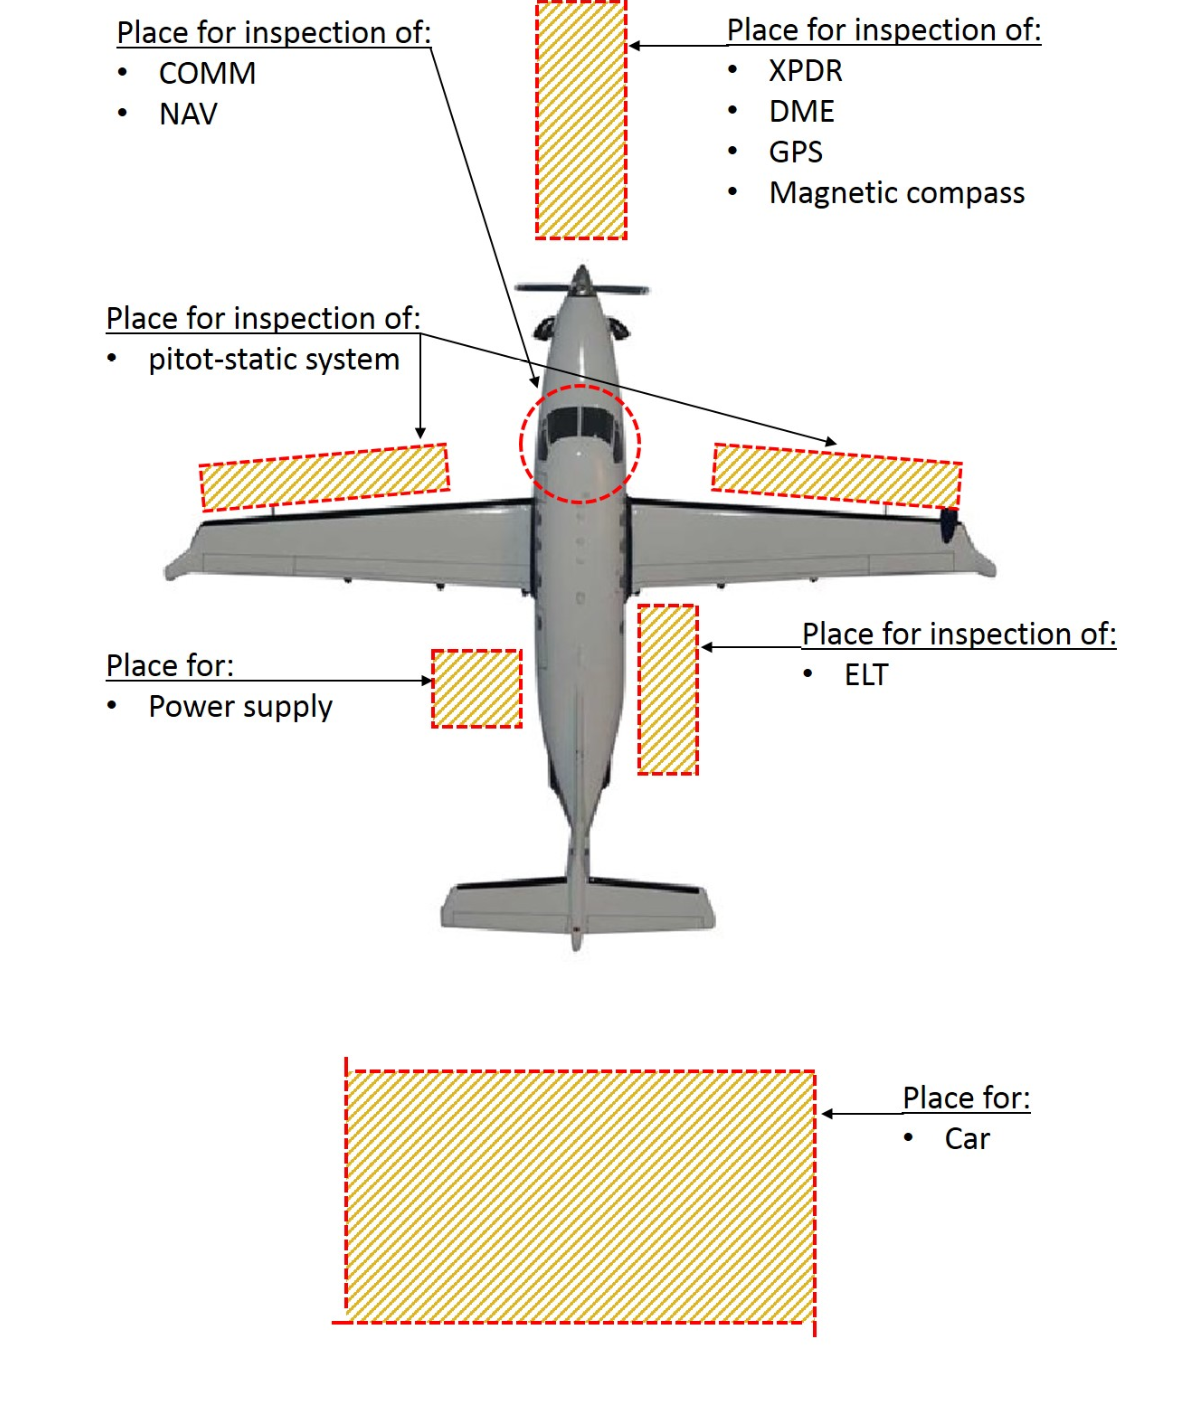 Place for inspection of:
• COMM
• NAV
Place for inspection of:
• XPDR
• DME
• GPS
• Magnetic compass
Place for inspection of:
• pitot-static system
Place for inspection of:
• ELT
Place for:
• Power supply
Place for:
• Car